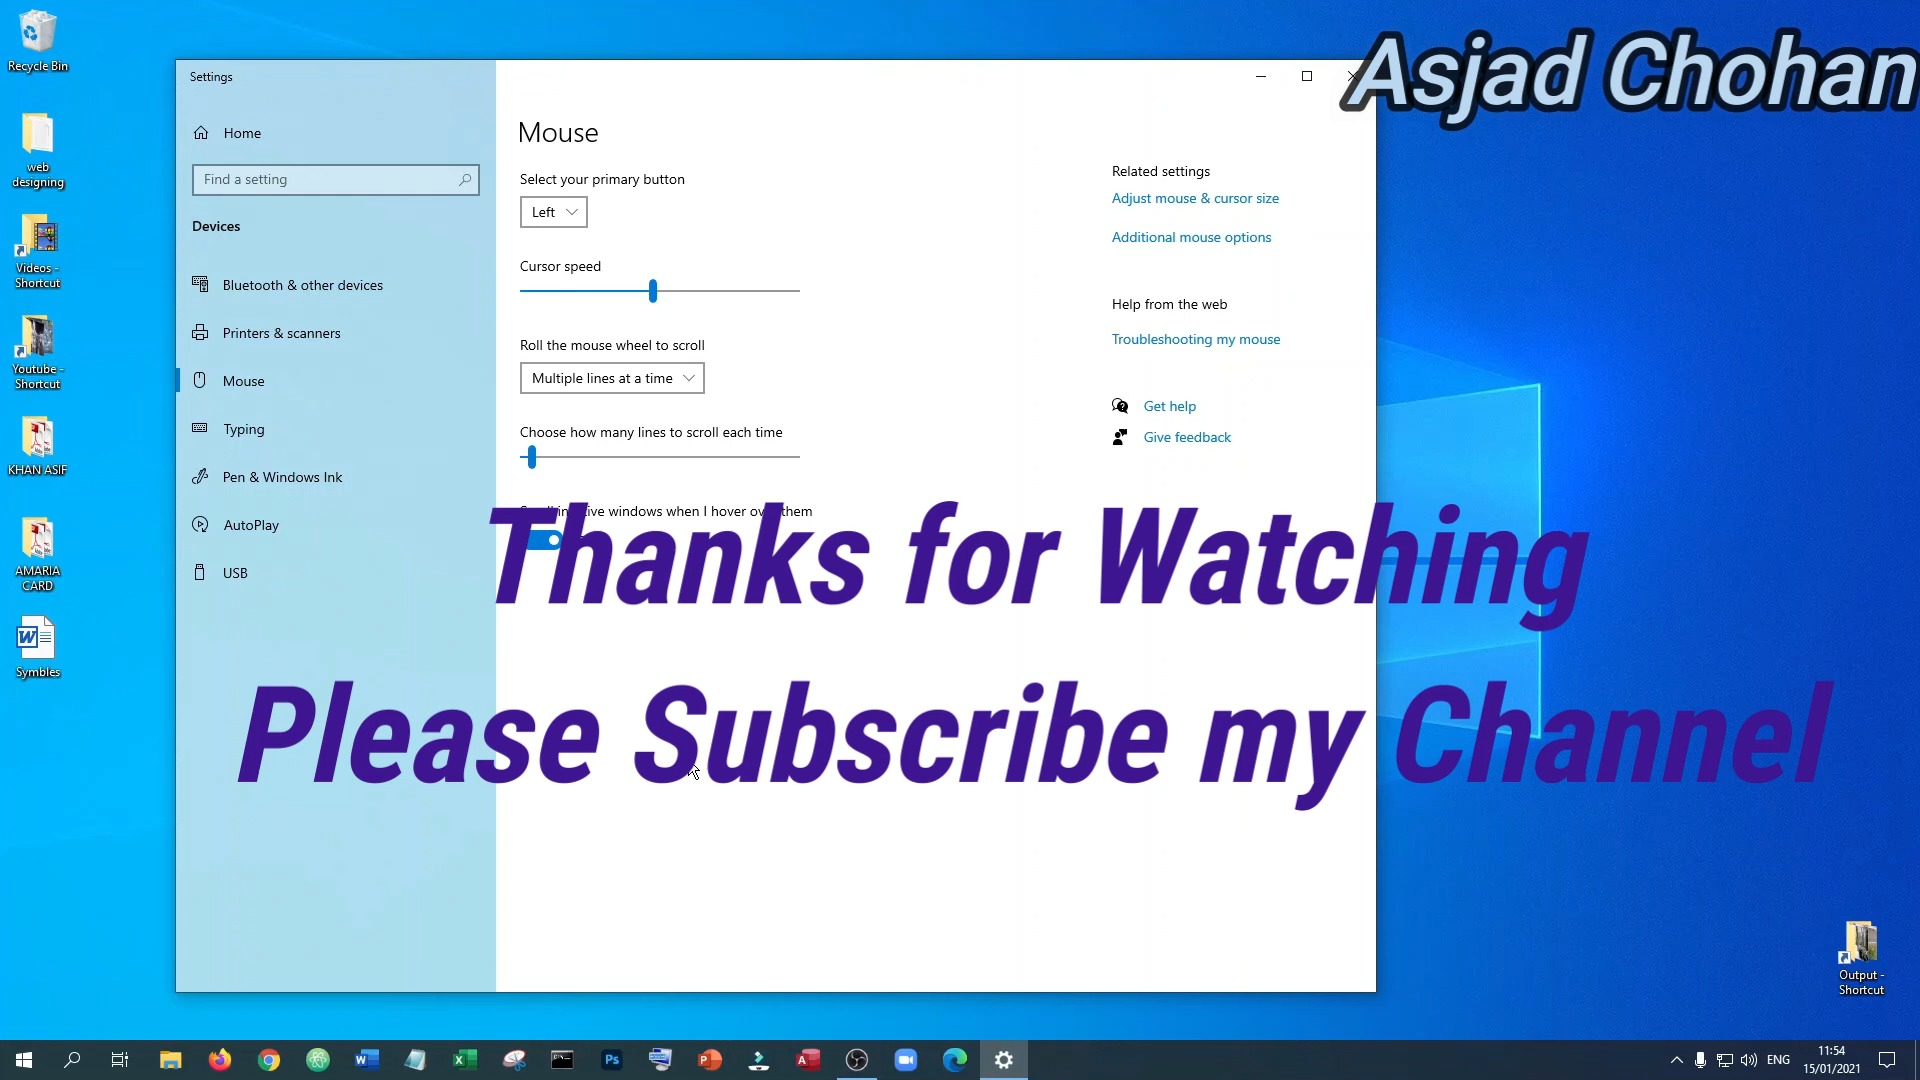 Asjad Chohan
Recycle Bin
web
designing
Videos -
Shortcut
Youtube -
Shortcut
KHAN ASIF
AMARIA
CARD
Symbles
Settings
Home
Find a setting
Devices
Bluetooth & other devices
Printers & scanners
Mouse
Typing
Pen & Windows Ink
AutoPlay
USB
Mouse
Select your primary button
Left
Cursor speed
Roll the mouse wheel to scroll
Multiple lines at a time
Choose how many lines to scroll each time
windows when I hover over them
Related settings
Adjust mouse & cursor size
Additional mouse options
Help from the web
Troubleshooting my mouse
Get help
Give feedback
Thanks for Watching
Please Subscribe my Channel
Output -
Shortcut
ENG
11:54
15/01/2021